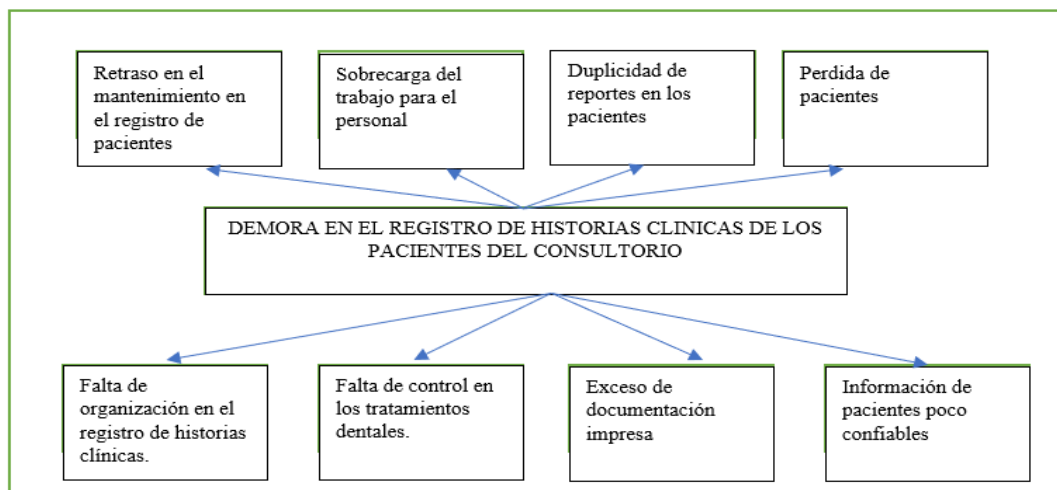 Retraso en el
mantenimiento en
el registro de
pacientes
Sobrecarga del
trabajo para el
personal
Duplicidad de
reportes en los
pacientes
Perdida de
pacientes
DEMORA EN EL REGISTRO DE HISTORIAS CLINICAS DE LOS
PACIENTES DEL CONSULTORIO
Falta de
organización en el
registro de historias
clínicas.
Falta de control en
los tratamientos
dentales.
Exceso de
documentación
impresa
Información de
pacientes poco
confiables